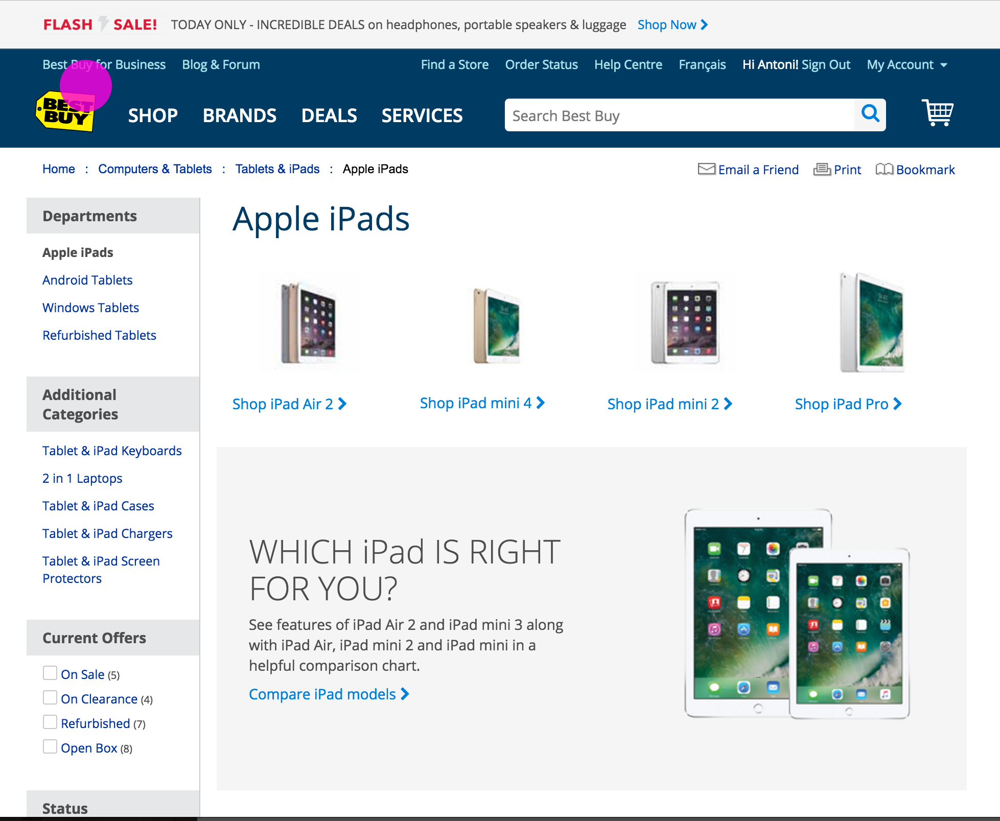 FLASH SALE! TODAY ONLY - INCREDIBLE DEALS on headphones, portable speakers & luggage Shop Now
Best Buy for Business Blog & Forum Find a Store Order Status Help Centre Français Hi Antoni! Sign Out My Account
BEST
BUY
SHOP BRANDS DEALS SERVICES Search Best Buy
Home : Computers & Tablets : Tablets & iPads : Apple iPads
Email a Friend Print Bookmark
Departments
Apple iPads
Android Tablets
Windows Tablets
Refurbished Tablets
Additional
Categories
Tablet & iPad Keyboards
2 in 1 Laptops
Tablet & iPad Cases
Tablet & iPad Chargers
Tablet & iPad Screen
Protectors
Current Offers
On Sale (5)
On Clearance (4)
Refurbished (7)
Open Box (8)
Status
Apple iPads
Shop iPad Air 2
Shop iPad mini 4
Shop iPad mini 2
Shop iPad Pro
WHICH iPad IS RIGHT
FOR YOU?
See features of iPad Air 2 and iPad mini 3 along
with iPad Air, iPad mini 2 and iPad mini in a
helpful comparison chart.
Compare iPad models